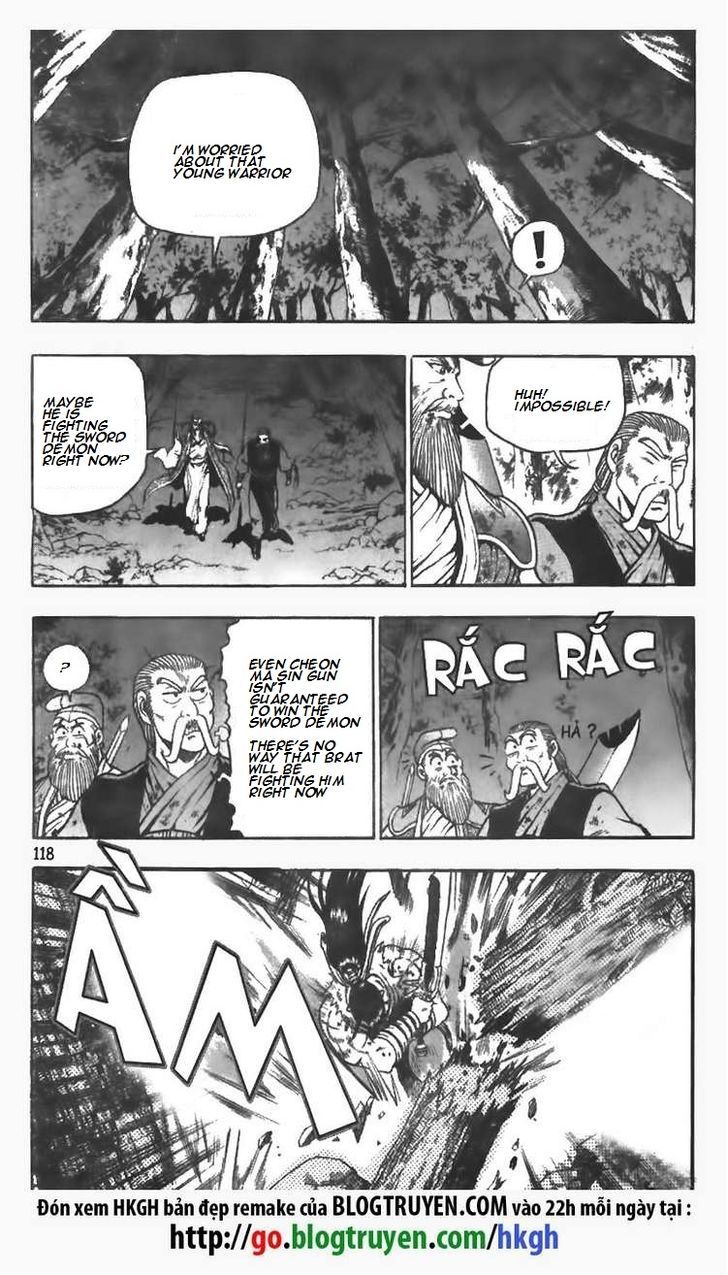 I'M WORRIED
ABOUT THAT
YOUNG WARRIOR
!
MAYBE
HE IS
FIGHTING
THE SWORD
DEMON
RIGHT NOW?
HUH!
IMPOSSIBLE!
?
EVEN CHEON
MA SIN GUN
ISN'T
GUARANTEED
TO WIN THE
SWORD DEMON
THERE'S NO
WAY THAT BRAT
WILL BE
FIGHTING HIM
RIGHT NOW
RẮC RẮC
HẢ?
118
ẦM
Đón xem HKGH bản đẹp remake của BLOGTRUYEN.COM vào 22h mỗi ngày tại :
http://go.blogtruyen.com/hkgh